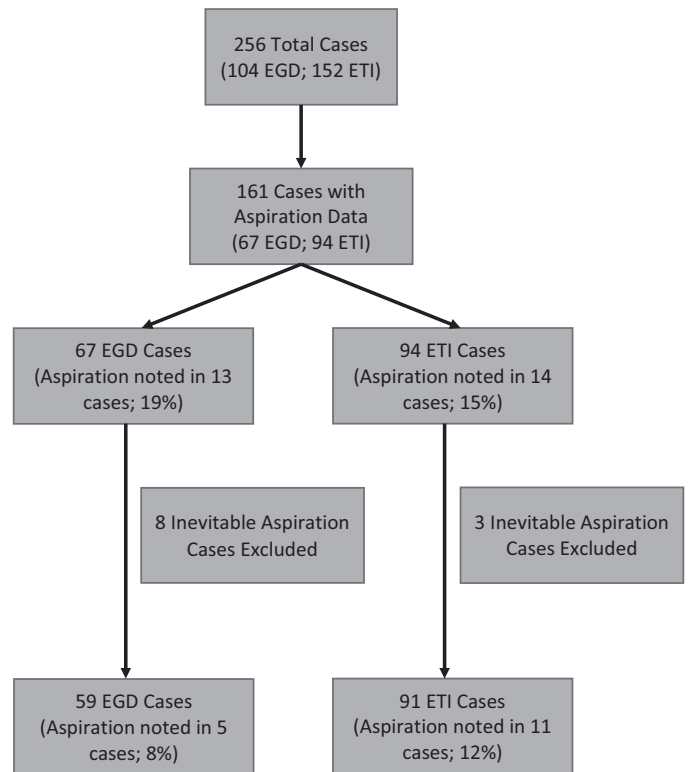 256 Total Cases
(104 EGD; 152 ETI)
161 Cases with
Aspiration Data
(67 EGD; 94 ETI)
67 EGD Cases
(Aspiration noted in 13
cases; 19%)
94 ETI Cases
(Aspiration noted in 14
cases; 15%)
8 Inevitable Aspiration
Cases Excluded
3 Inevitable Aspiration
Cases Excluded
59 EGD Cases
(Aspiration noted in 5
cases; 8%)
91 ETI Cases
(Aspiration noted in 11
cases; 12%)